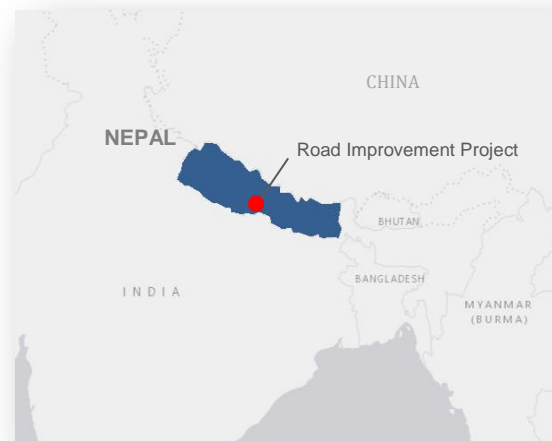 CHINA
NEPAL
Road Improvement Project
BHUTAN
BANGLADESH
INDIA
MYANMAR
(BURMA)